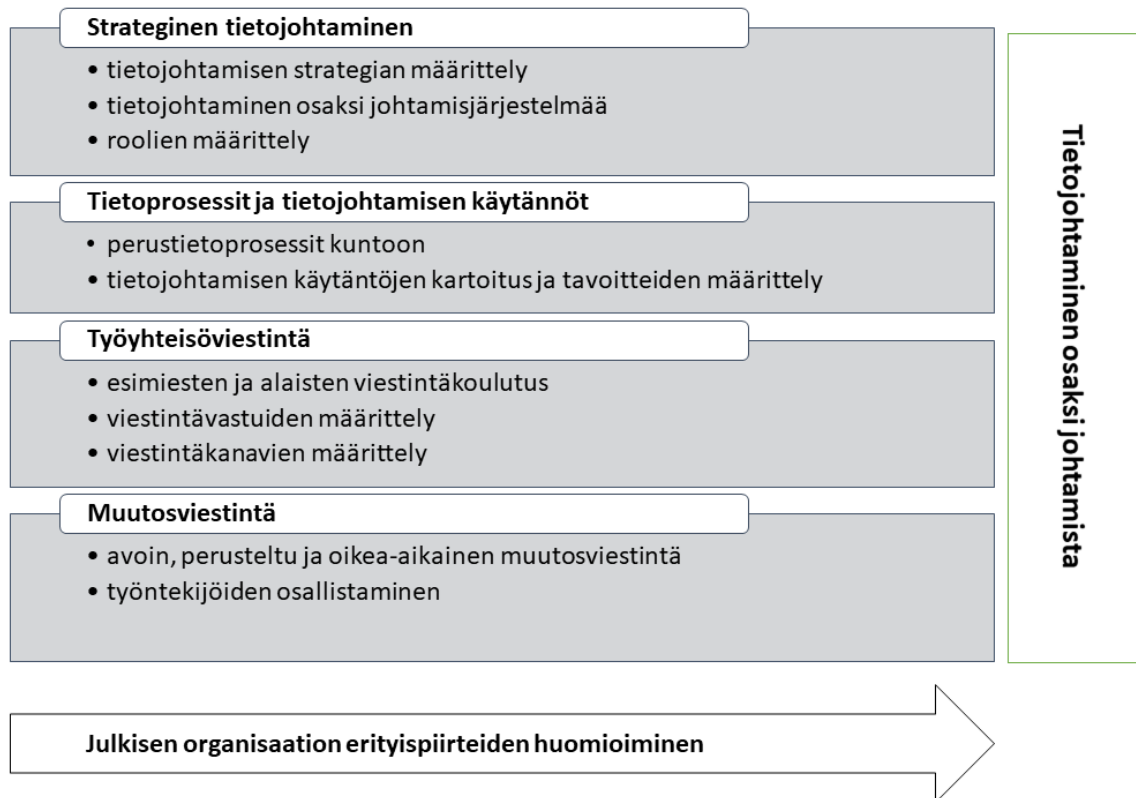 Strateginen tietojohtaminen
• tietojohtamisen strategian määrittely
• tietojohtaminen osaksi johtamisjärjestelmää
• roolien määrittely
Tietoprosessit ja tietojohtamisen käytännöt
• perustietoprosessit kuntoon
• tietojohtamisen käytäntöjen kartoitus ja tavoitteiden määrittely
Työyhteisöviestintä
• esimiesten ja alaisten viestintäkoulutus
• viestintävastuiden määrittely
• viestintäkanavien määrittely
Muutosviestintä
• avoin, perusteltu ja oikea-aikainen muutosviestintä
• työntekijöiden osallistaminen
Tietojohtaminen osaksi johtamista
Julkisen organisaation erityispiirteiden huomioiminen